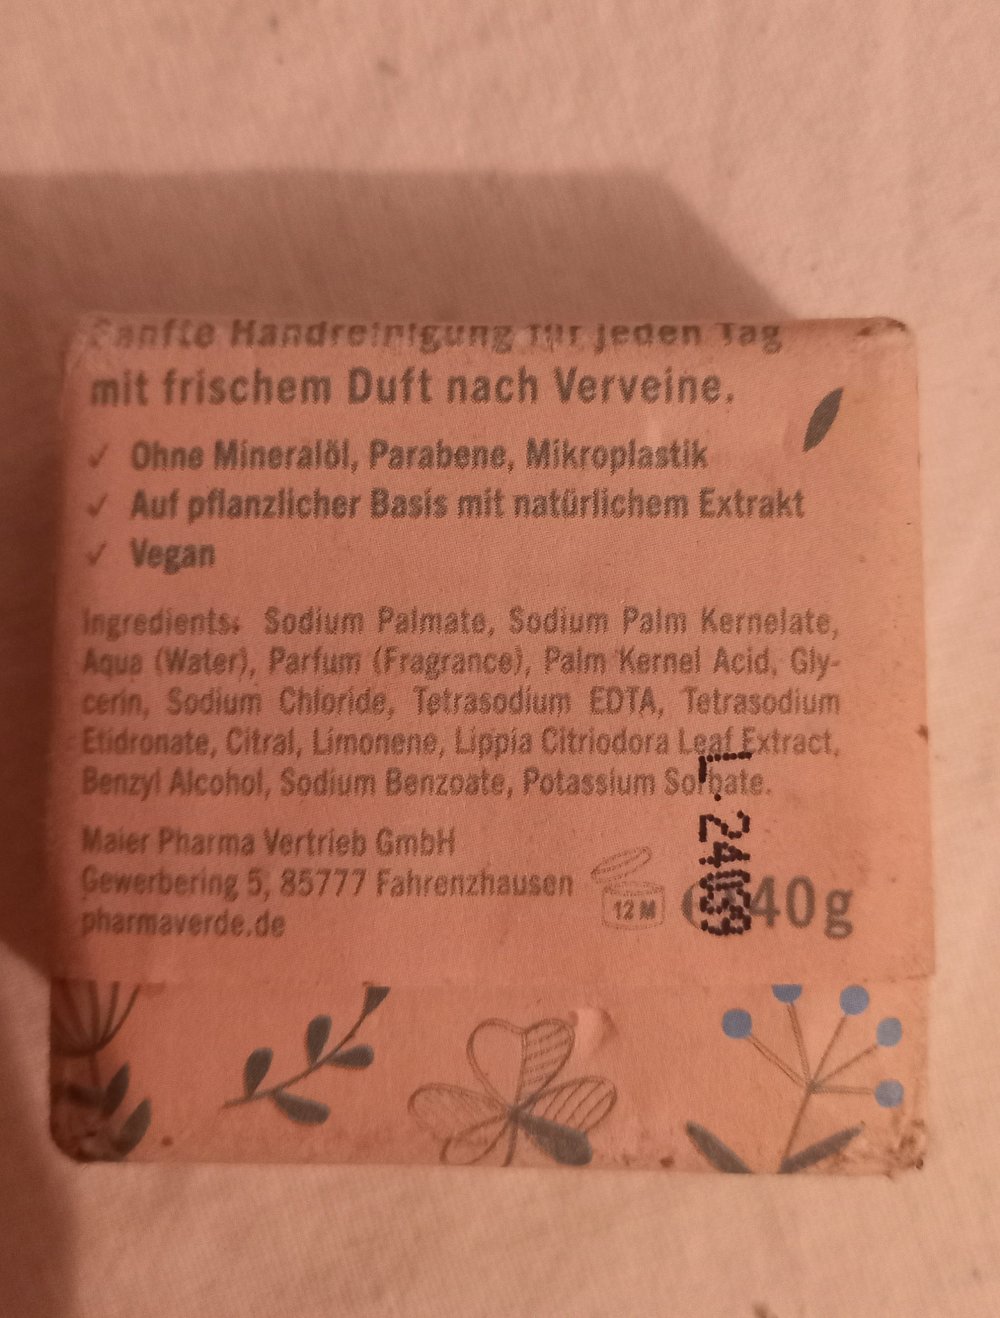 Sanfte Handreinigung für jeden Tag
mit frischem Duft nach Verveine.
✓ Ohne Mineralöl, Parabene, Mikroplastik
✓ Auf pflanzlicher Basis mit natürlichem Extrakt
✓ Vegan
Ingredients: Sodium Palmate, Sodium Palm Kernelate,
Aqua (Water), Parfum (Fragrance), Palm Kernel Acid, Gly-
cerin, Sodium Chloride, Tetrasodium EDTA, Tetrasodium
Etidronate, Citral, Limonene, Lippia Citriodora Leaf Extract,
Benzyl Alcohol, Sodium Benzoate, Potassium Sorbate.
Maier Pharma Vertrieb GmbH
Gewerbering 5, 85777 Fahrenzhausen
pharmaverde.de
12 M
40 g